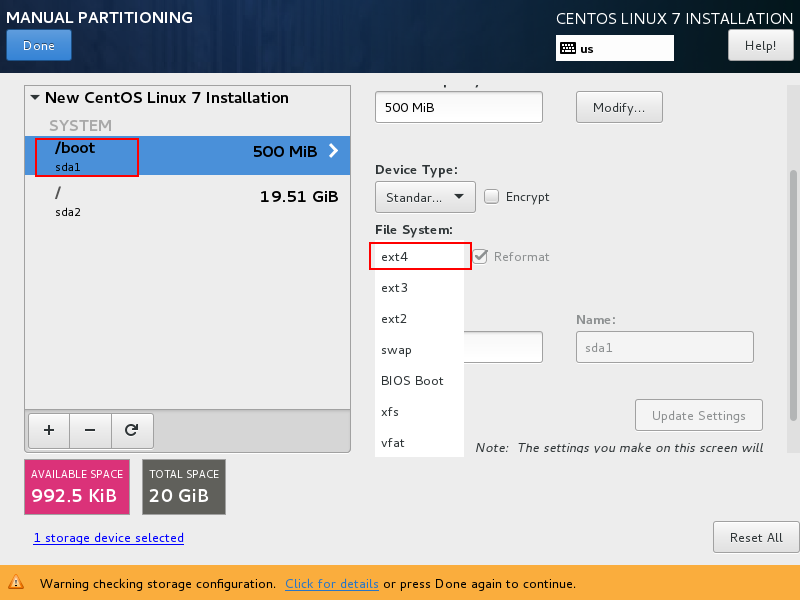 MANUAL PARTITIONING
CENTOS LINUX 7 INSTALLATION
Done
us
Help!
New CentOS Linux 7 Installation
SYSTEM
/boot
sda1
500 MiB
/
sda2
19.51 GiB
500 MiB
Modify...
Device Type:
Standar...
Encrypt
File System:
ext4
Reformat
ext3
ext2
swap
BIOS Boot
xfs
vfat
Name:
sda1
Update Settings
Note: The settings you make on this screen will
+ −
AVAILABLE SPACE
992.5 KiB
TOTAL SPACE
20 GiB
1 storage device selected
Reset All
Warning checking storage configuration. Click for details or press Done again to continue.